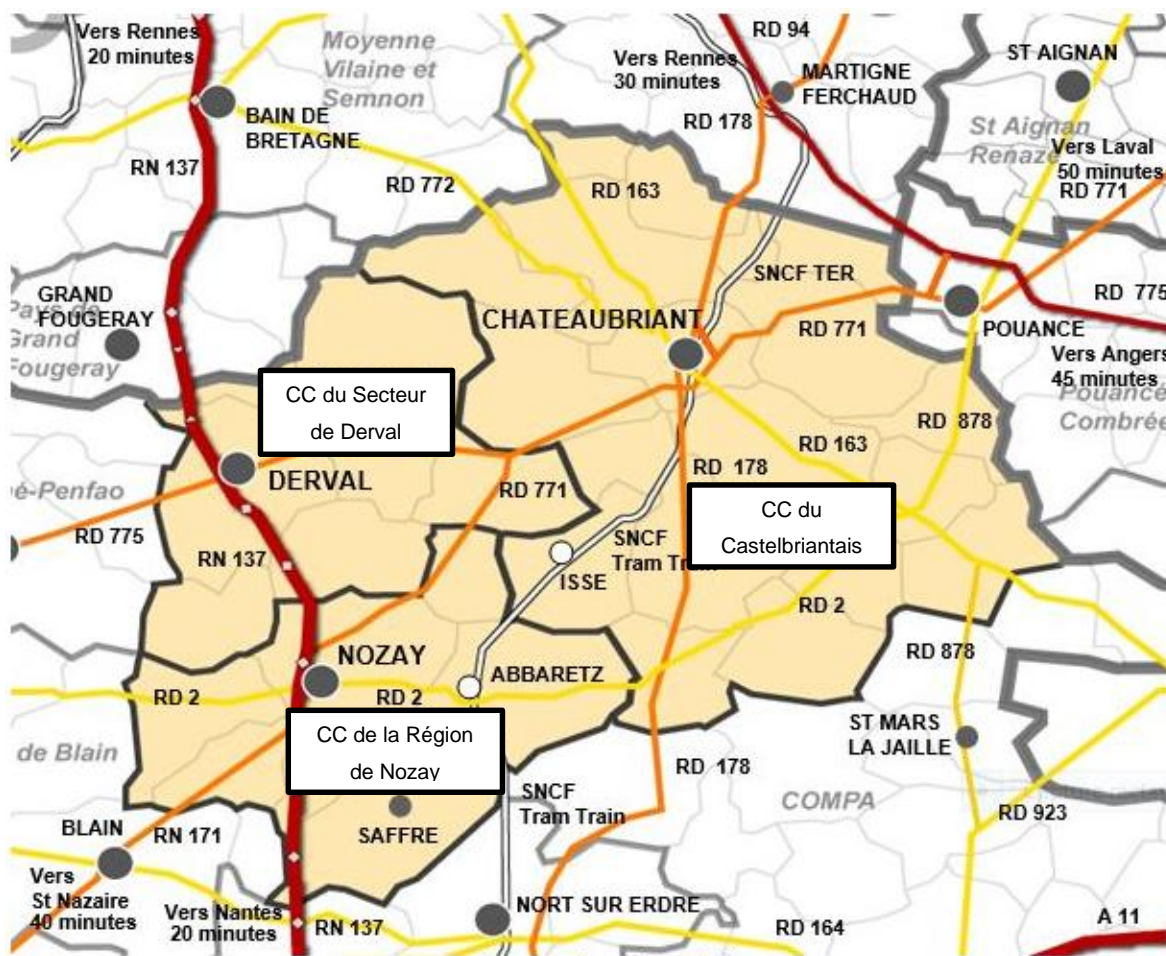 Vers Rennes
20 minutes
Moyenne
Vilaine et
Semnon
Vers Rennes
30 minutes
RD 94
MARTIGNE
FERCHAUD
ST AIGNAN
BAIN DE
BRETAGNE
RD 178
St Aignan
Renazé
Vers Laval
50 minutes
RN 137
RD 772
RD 163
RD 771
SNCF TER
GRAND
FOUGERAY
Pays de
Grand
Fougeray
CHATEAUBRIANT
RD 771
POUANCE
RD 775
Vers Angers
45 minutes
Pouancé
Combrée
CC du Secteur
de Derval
DERVAL
RD 163
RD 878
é-Penfao
RD 771
RD 178
RD 775
CC du
Castelbriantais
RN 137
SNCF
Tram Train
ISSE
RD 2
NOZAY
ABBARETZ
RD 878
RD 2
RD 2
CC de la Région
de Nozay
ST MARS
LA JAILLE
de Blain
RD 178
SNCF
Tram Train
COMPA
RD 923
SAFFRE
BLAIN
RN 171
Vers
St Nazaire
40 minutes
Vers Nantes
20 minutes
RN 137
NORT SUR ERDRE
RD 164
A 11